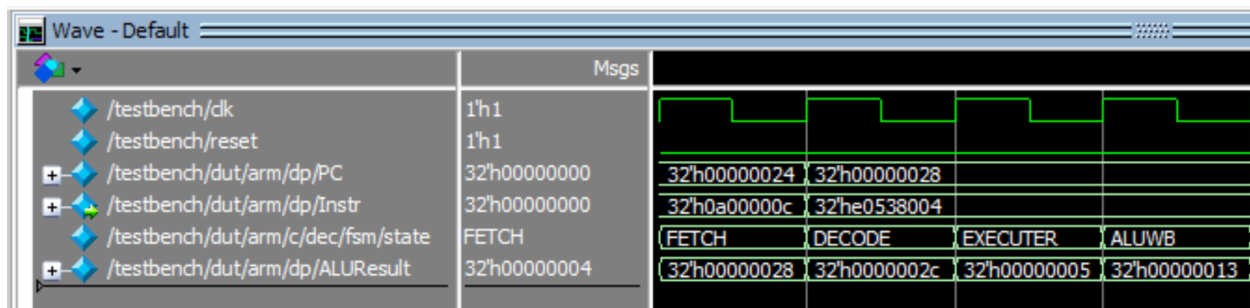 Wave - Default
Msgs
/testbench/clk 1'h1
/testbench/reset 1'h1
/testbench/dut/arm/dp/PC 32'h00000000 32'h00000024 32'h00000028
/testbench/dut/arm/dp/Instr 32'h00000000 32'h0a00000c 32'he0538004
/testbench/dut/arm/c/dec/fsm/state FETCH FETCH DECODE EXECUTER ALUWB
/testbench/dut/arm/dp/ALUResult 32'h00000004 32'h00000028 32'h0000002c 32'h00000005 32'h00000013